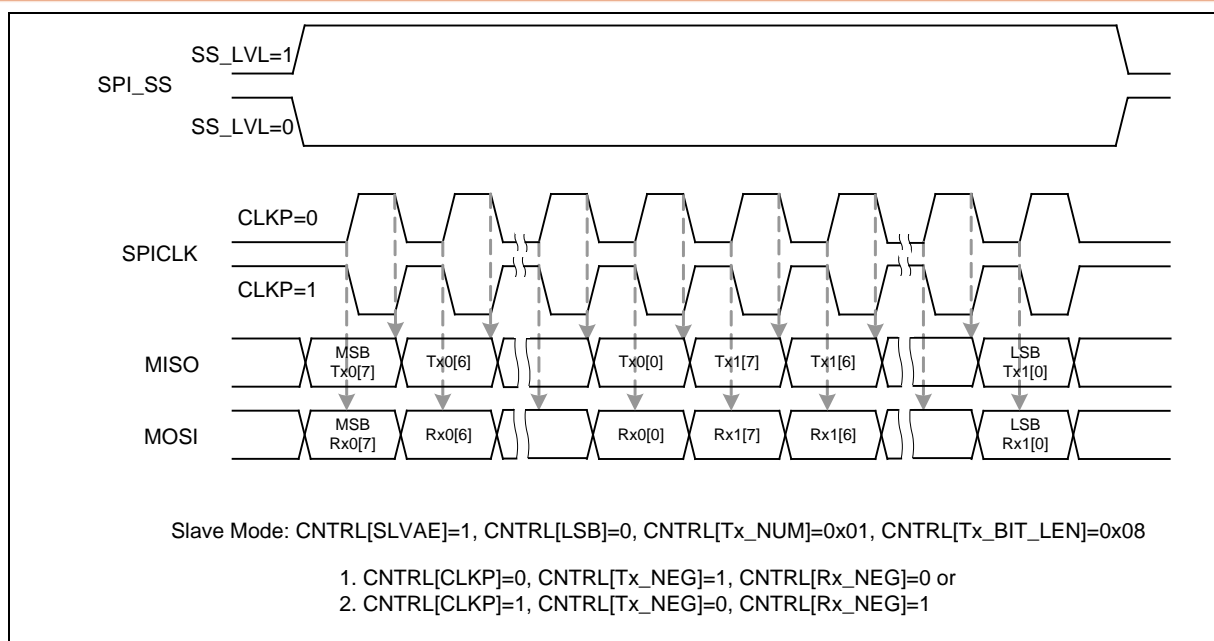 SS_LVL=1
SPI_SS
SS_LVL=0
CLKP=0
SPICLK
CLKP=1
MISO
MSB
Tx0[7]
Tx0[6]
Tx0[0]
Tx1[7]
Tx1[6]
LSB
Tx1[0]
MOSI
MSB
Rx0[7]
Rx0[6]
Rx0[0]
Rx1[7]
Rx1[6]
LSB
Rx1[0]
Slave Mode: CNTRL[SLVAE]=1, CNTRL[LSB]=0, CNTRL[Tx_NUM]=0x01, CNTRL[Tx_BIT_LEN]=0x08
1. CNTRL[CLKP]=0, CNTRL[Tx_NEG]=1, CNTRL[Rx_NEG]=0 or
2. CNTRL[CLKP]=1, CNTRL[Tx_NEG]=0, CNTRL[Rx_NEG]=1